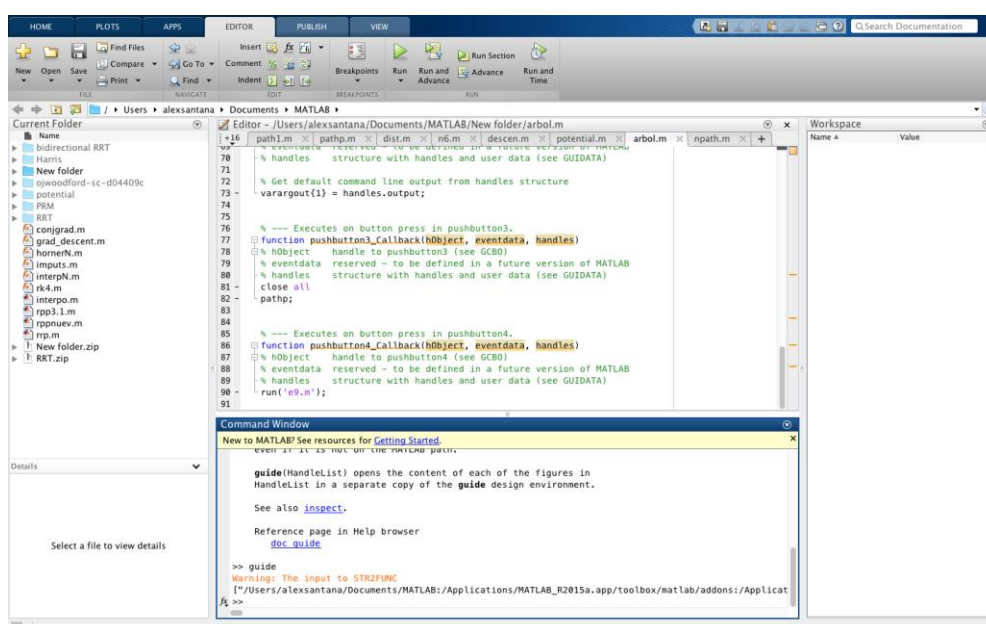 HOME PLOTS APPS EDITOR PUBLISH VIEW Search Documentation
New Open Save Find Files Compare Print Go To Find Insert fx Comment Indent Breakpoints Run Run and Advance Run Section Advance Run and Time
FILE NAVIGATE EDIT BREAKPOINTS RUN
/ Users alexsantana Documents MATLAB
Current Folder
Name
bidirectional RRT
Harris
New folder
ojwoodford-sc-d04409c
potential
PRM
RRT
conjgrad.m
grad_descent.m
hornerN.m
imputs.m
interpN.m
rk4.m
interpo.m
rpp3.1.m
rppnuev.m
rrp.m
New folder.zip
RRT.zip
Details
Select a file to view details
Editor - /Users/alexsantana/Documents/MATLAB/New folder/arbol.m
+16 path1.m pathp.m dist.m n6.m descen.m potential.m arbol.m npath.m +
69 % eventdata reserved - to be defined in a future version of MATLAB
70 % handles structure with handles and user data (see GUIDATA)
71
72 % Get default command line output from handles structure
73 - varargout{1} = handles.output;
74
75
76 % --- Executes on button press in pushbutton3.
77 function pushbutton3_Callback(hObject, eventdata, handles)
78 % hObject handle to pushbutton3 (see GCBO)
79 % eventdata reserved - to be defined in a future version of MATLAB
80 % handles structure with handles and user data (see GUIDATA)
81 - close all
82 - pathp;
83
84
85 % --- Executes on button press in pushbutton4.
86 function pushbutton4_Callback(hObject, eventdata, handles)
87 % hObject handle to pushbutton4 (see GCBO)
88 % eventdata reserved - to be defined in a future version of MATLAB
89 % handles structure with handles and user data (see GUIDATA)
90 - run('e9.m');
91
Command Window
New to MATLAB? See resources for Getting Started.
even if it is not on the MATLAB path.
guide(HandleList) opens the content of each of the figures in
HandleList in a separate copy of the guide design environment.
See also inspect.
Reference page in Help browser
doc guide
>> guide
Warning: The input to STR2FUNC
["/Users/alexsantana/Documents/MATLAB:/Applications/MATLAB_R2015a.app/toolbox/matlab/addons:/Applicat
fx >>
Workspace
Name Value